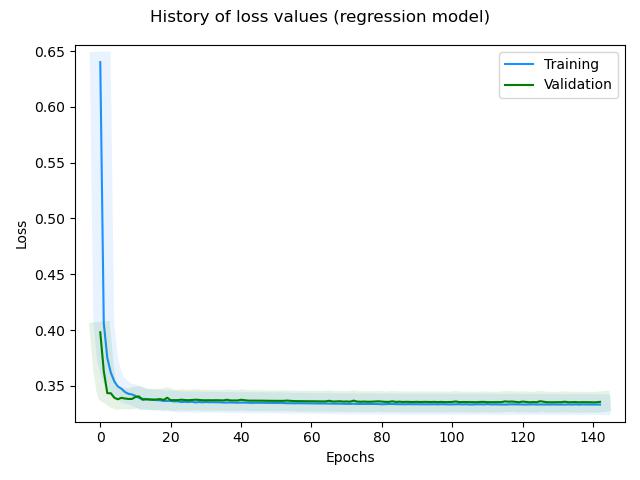 History of loss values (regression model)
0.65
0.60
0.55
0.50
0.45
0.40
0.35
Loss
Training
Validation
0 20 40 60 80 100 120 140
Epochs